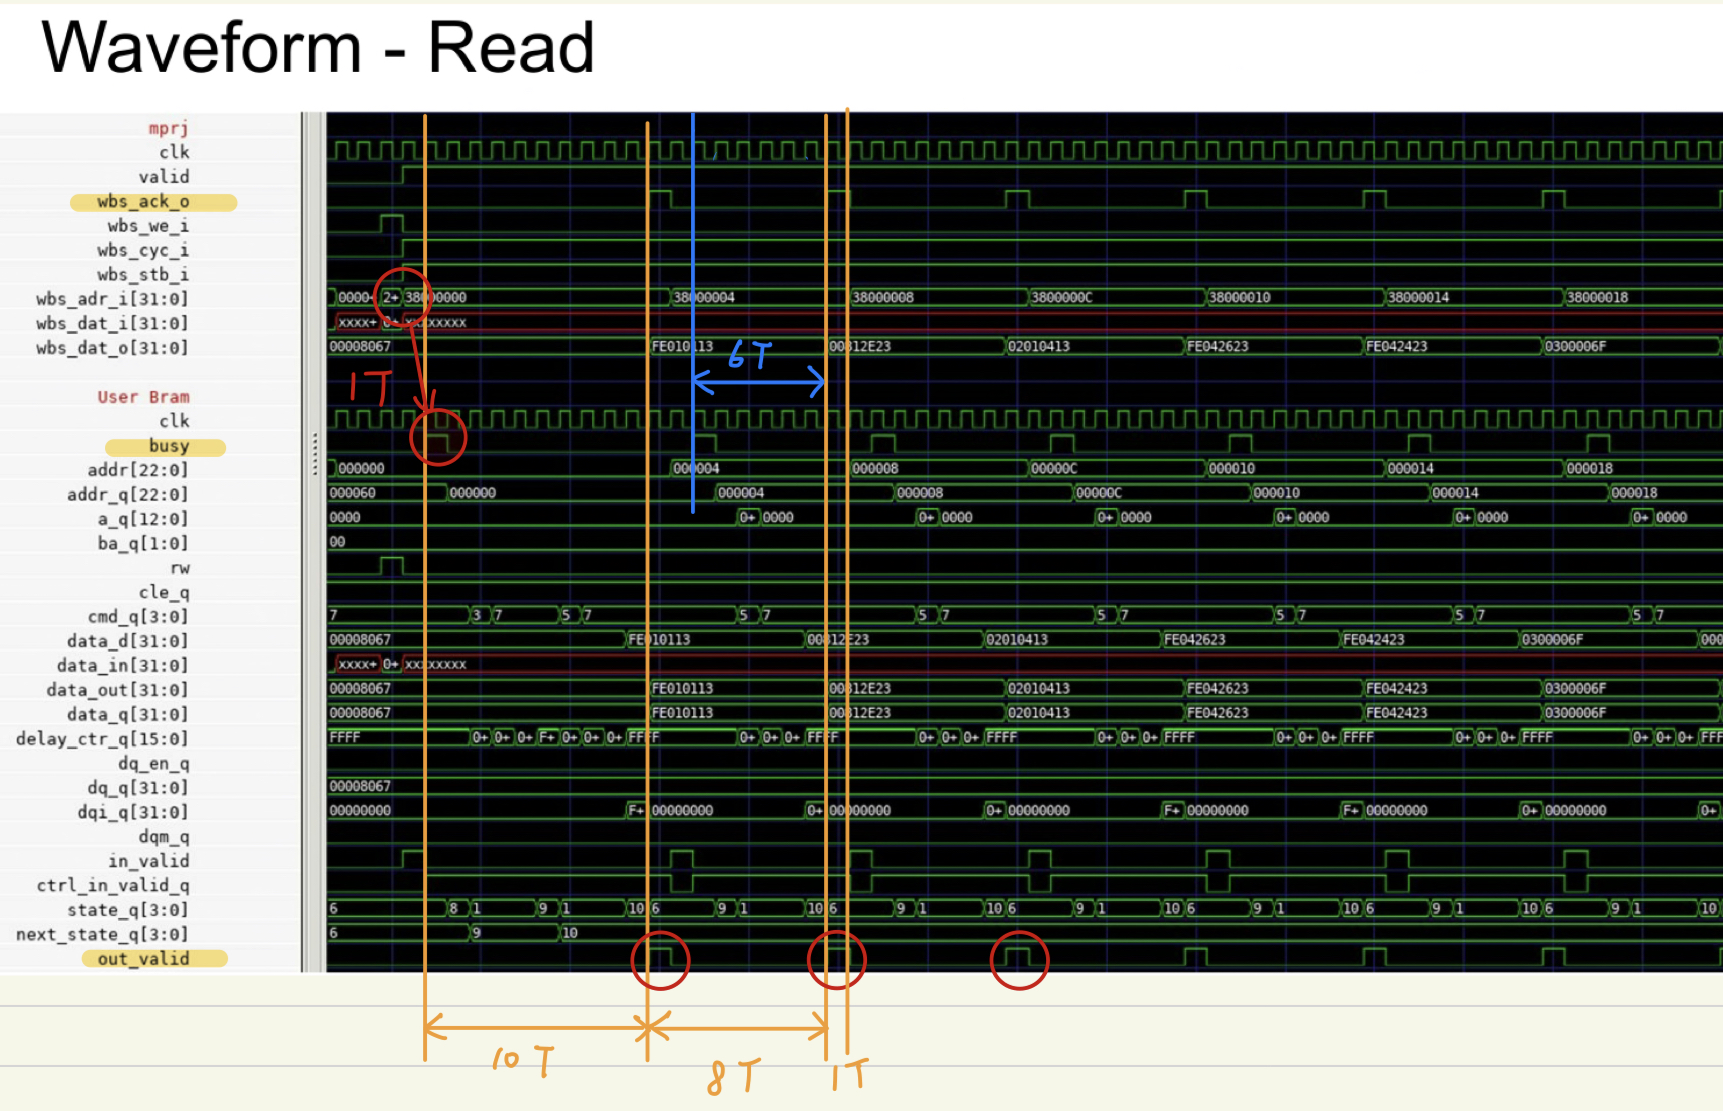 Waveform - Read
mprj
clk
valid
wbs_ack_o
wbs_we_i
wbs_cyc_i
wbs_stb_i
wbs_adr_i[31:0] 0000+ 2+ 38000000 38000004 38000008 3800000C 38000010 38000014 38000018
wbs_dat_i[31:0] xxxx+ 0+ xxxxxxxx
wbs_dat_o[31:0] 00008067 FE010113 00812E23 02010413 FE042623 FE042423 0300006F
6T
1T
User Bram
clk
busy
addr[22:0] 000000 000004 000008 00000C 000010 000014 000018
addr_q[22:0] 000060 000000 000004 000008 00000C 000010 000014 000018
a_q[12:0] 0000 0+ 0000 0+ 0000 0+ 0000 0+ 0000 0+ 0000 0+ 0000
ba_q[1:0] 00
rw
cle_q
cmd_q[3:0] 7 3 7 5 7 5 7 5 7 5 7 5 7 5 7 5 7
data_d[31:0] 00008067 FE010113 00812E23 02010413 FE042623 FE042423 0300006F 000
data_in[31:0] xxxx+ 0+ xxxxxxxx
data_out[31:0] 00008067 FE010113 00812E23 02010413 FE042623 FE042423 0300006F
data_q[31:0] 00008067 FE010113 00812E23 02010413 FE042623 FE042423 0300006F
delay_ctr_q[15:0] FFFF 0+ 0+ 0+ F+ 0+ 0+ 0+ FFFF 0+ 0+ 0+ FFFF 0+ 0+ 0+ FFFF 0+ 0+ 0+ FFFF 0+ 0+ 0+ FFFF 0+ 0+ 0+ FFFF 0+ 0+ 0+ FFF
dq_en_q
dq_q[31:0] 00008067
dqi_q[31:0] 00000000 F+ 00000000 0+ 00000000 0+ 00000000 F+ 00000000 F+ 00000000 0+ 00000000 0+
dqm_q
in_valid
ctrl_in_valid_q
state_q[3:0] 6 8 1 9 1 10 6 9 1 10 6 9 1 10 6 9 1 10 6 9 1 10 6 9 1 10 6 9 1 10
next_state_q[3:0] 6 9 10
out_valid
10 T
8T
1T